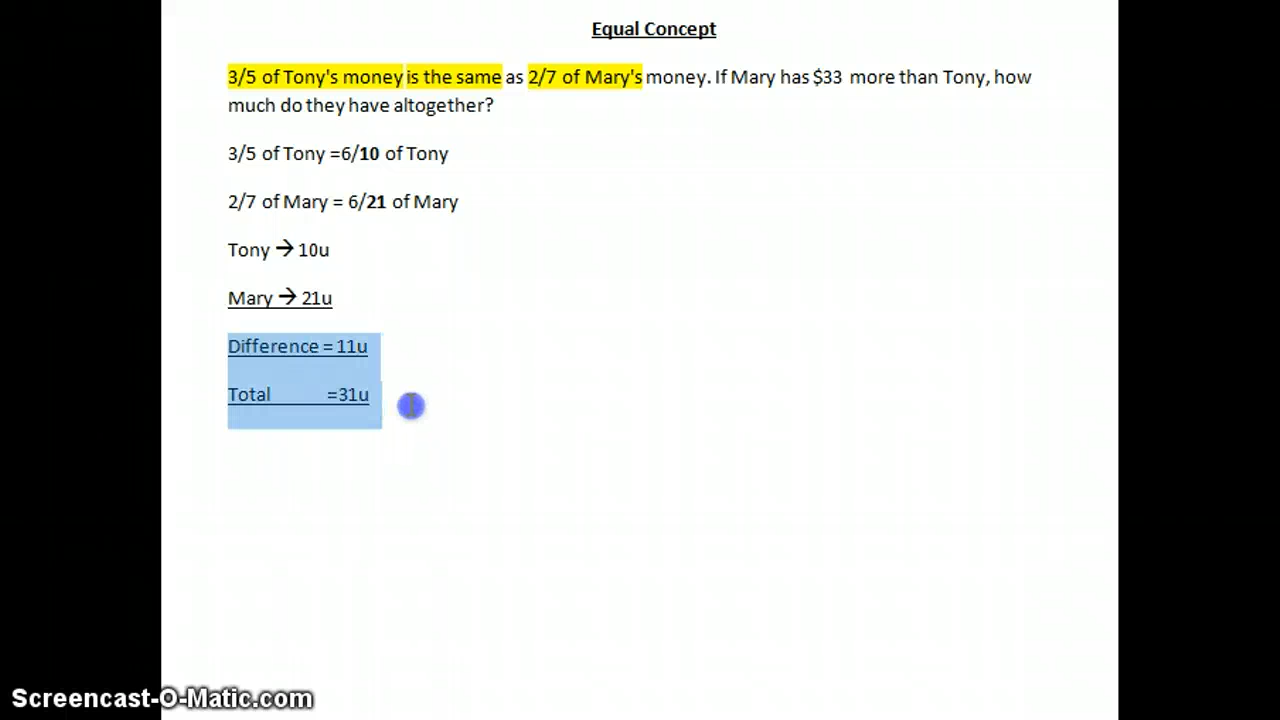 Equal Concept
3/5 of Tony's money is the same as 2/7 of Mary's money. If Mary has $33 more than Tony, how
much do they have altogether?
3/5 of Tony =6/10 of Tony
2/7 of Mary = 6/21 of Mary
Tony → 10u
Mary → 21u
Difference = 11u
Total =31u
Screencast-O-Matic.com